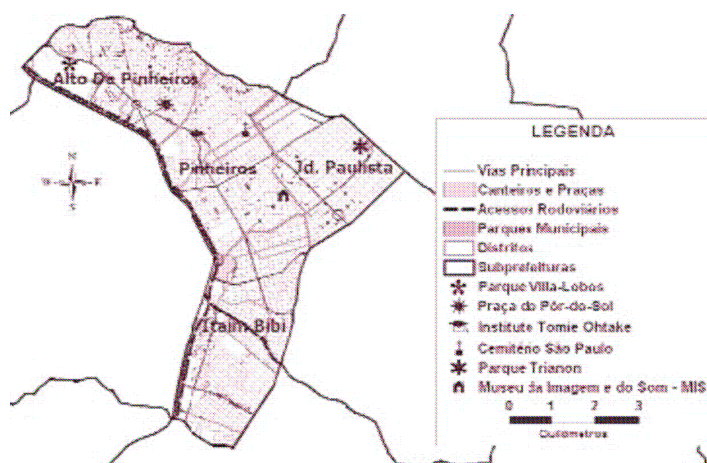 Alto De Pinheiros
Pinheiros
Jd. Paulista
Itaim Bibi
N
S
LEGENDA
Vias Principais
Canteiros e Praças
Acessos Rodoviários
Parques Municipais
Distritos
Subprefeituras
Parque Villa-Lobos
Praça do Pôr-do-Sol
Institute Tomie Ohtake
Cemitério São Paulo
Parque Trianon
Museu da Imagem e do Som - MIS
0 1 2 3
Quilômetros